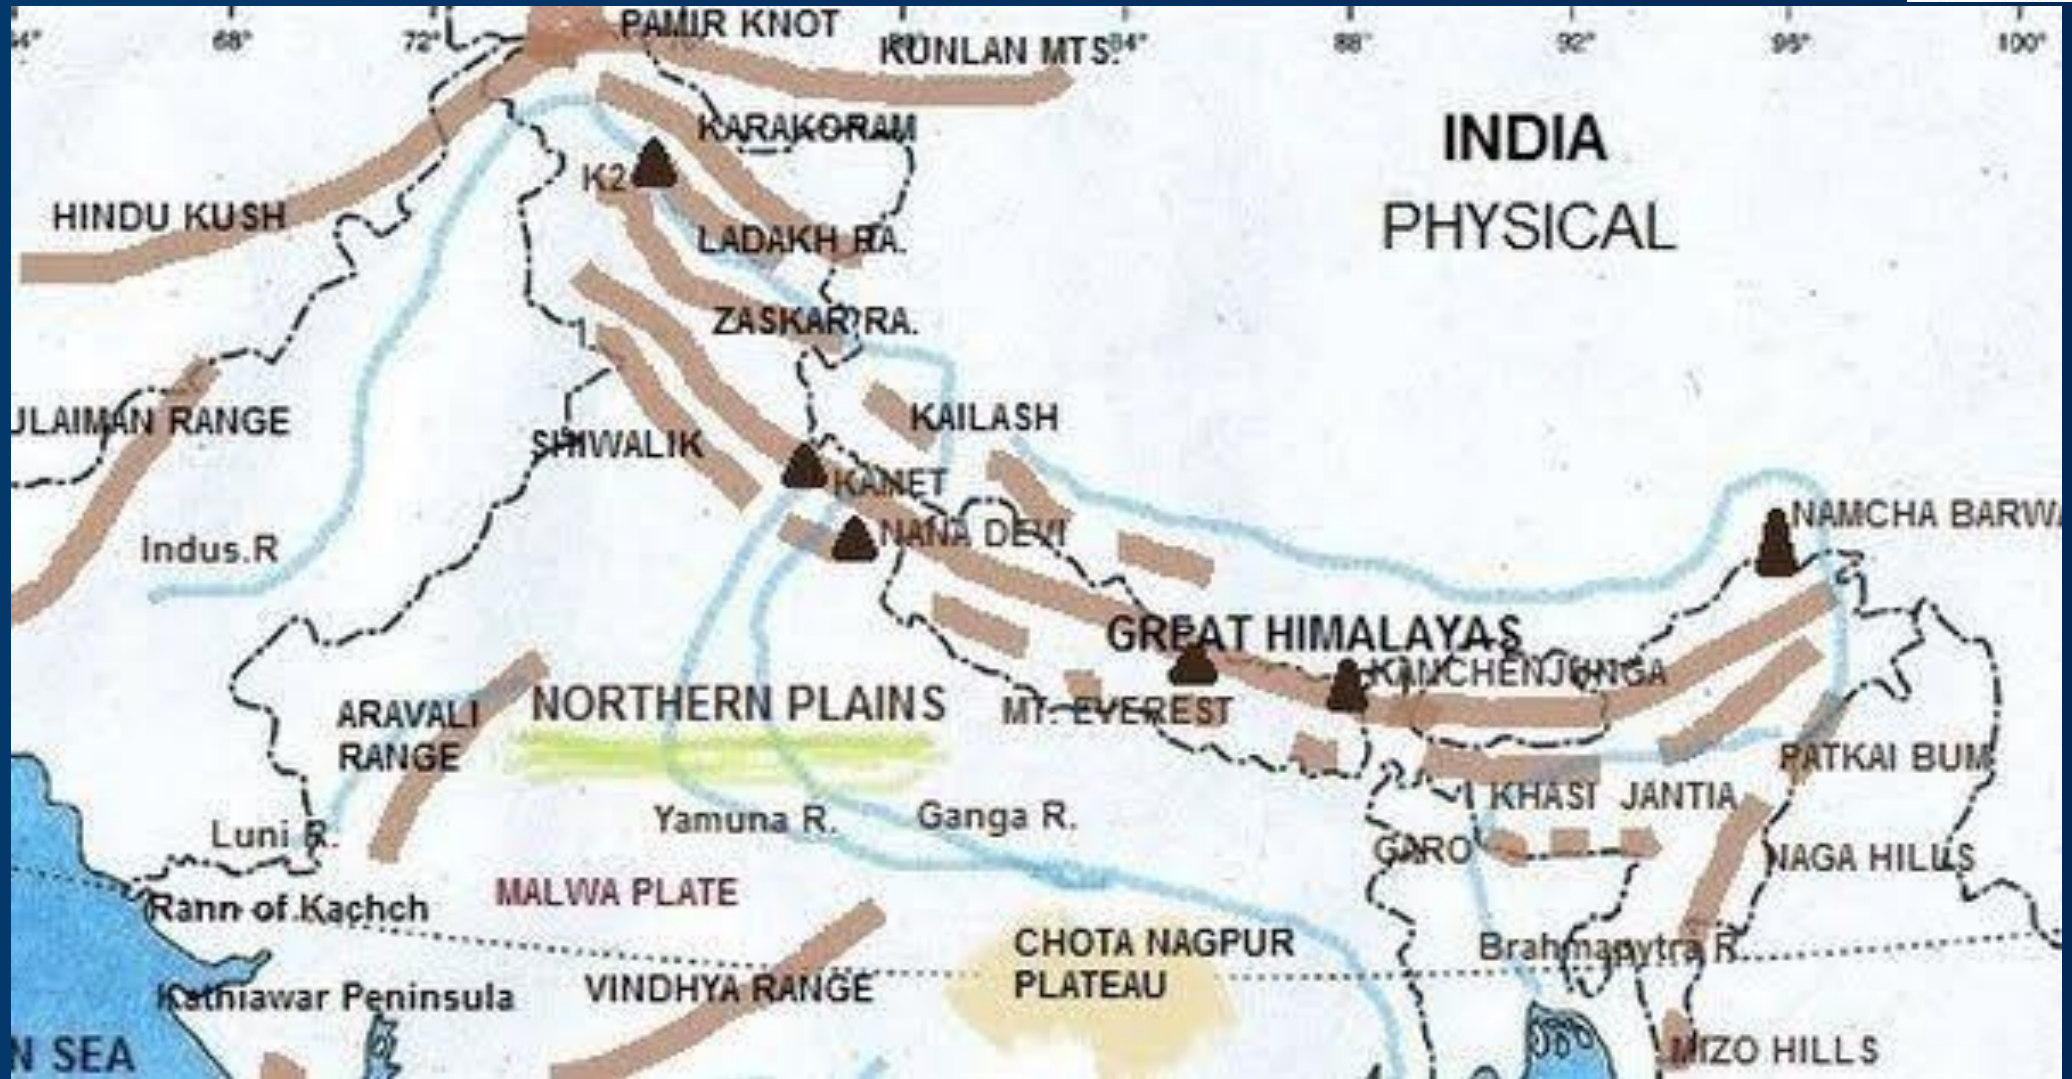 PAMIR KNOT
KUNLAN MTS.
68°
72°
84°
88°
92°
96°
100°
INDIA
PHYSICAL
KARAKORAM
K2
HINDU KUSH
LADAKH RA.
ZASKAR RA.
ULAIMAN RANGE
KAILASH
SHIWALIK
KAMET
NANA DEVI
NAMCHA BARWA
Indus.R
GREAT HIMALAYAS
KANCHENJUNGA
MT. EVEREST
ARAVALI
RANGE
NORTHERN PLAINS
PATKAI BUM
KHASI JANTIA
Luni R.
Yamuna R.
Ganga R.
GARO
NAGA HILLS
MALWA PLATE
Rann of Kachch
CHOTA NAGPUR
PLATEAU
Brahmapytra R.
Kathiawar Peninsula
VINDHYA RANGE
N SEA
MIZO HILLS